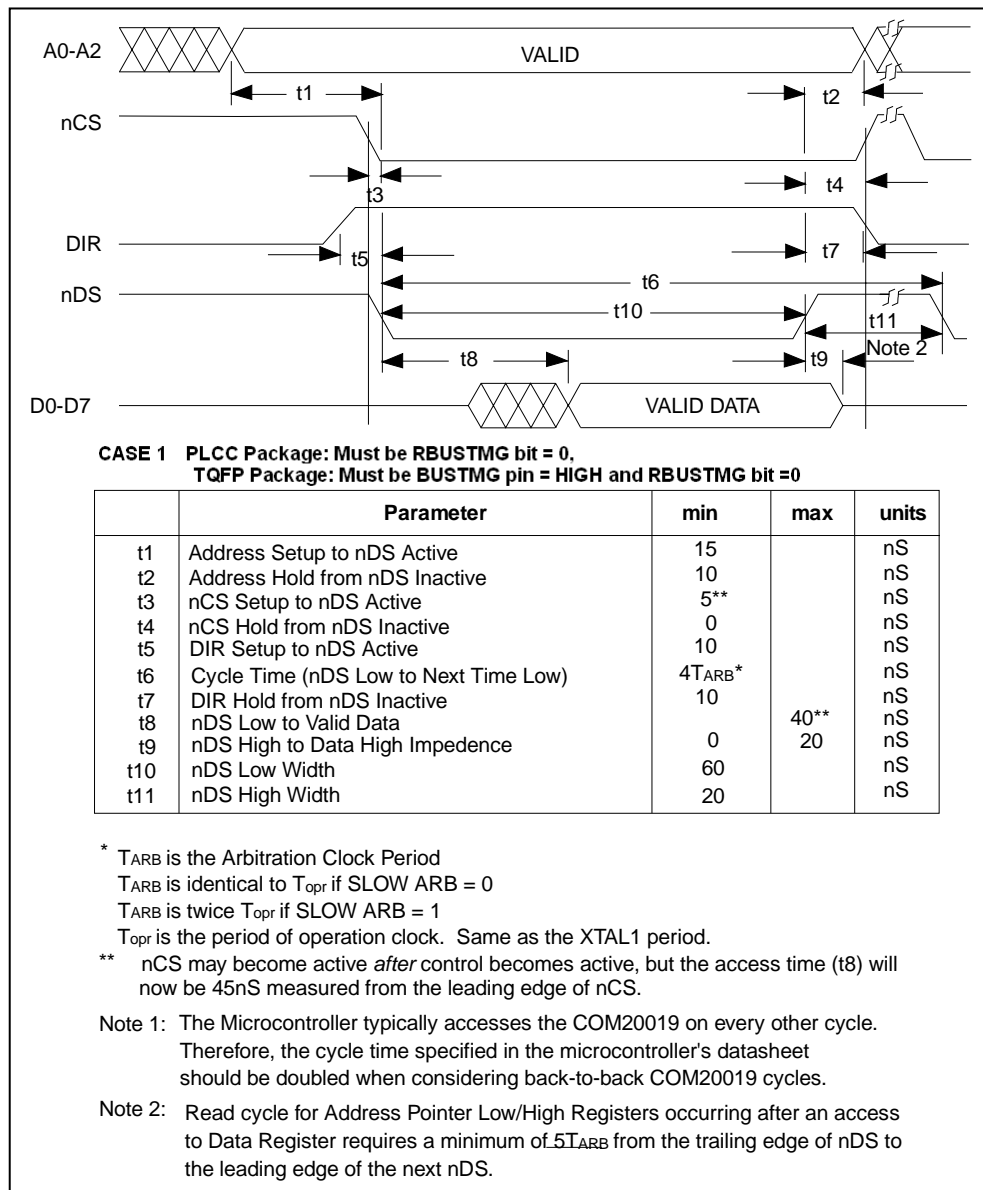 A0-A2
VALID
t1
t2
nCS
t3
t4
DIR
t5
t7
t6
nDS
t10
t11
Note 2
t8
t9
D0-D7
VALID DATA
CASE 1 PLCC Package: Must be RBUSTMG bit = 0,
TQFP Package: Must be BUSTMG pin = HIGH and RBUSTMG bit =0
Parameter min max units
t1 Address Setup to nDS Active 15 nS
t2 Address Hold from nDS Inactive 10 nS
t3 nCS Setup to nDS Active 5** nS
t4 nCS Hold from nDS Inactive 0 nS
t5 DIR Setup to nDS Active 10 nS
t6 Cycle Time (nDS Low to Next Time Low) 4TARB* nS
t7 DIR Hold from nDS Inactive 10 nS
t8 nDS Low to Valid Data 40** nS
t9 nDS High to Data High Impedence 0 20 nS
t10 nDS Low Width 60 nS
t11 nDS High Width 20 nS
* TARB is the Arbitration Clock Period
TARB is identical to Topr if SLOW ARB = 0
TARB is twice Topr if SLOW ARB = 1
Topr is the period of operation clock. Same as the XTAL1 period.
** nCS may become active after control becomes active, but the access time (t8) will
now be 45nS measured from the leading edge of nCS.
Note 1: The Microcontroller typically accesses the COM20019 on every other cycle.
Therefore, the cycle time specified in the microcontroller's datasheet
should be doubled when considering back-to-back COM20019 cycles.
Note 2: Read cycle for Address Pointer Low/High Registers occurring after an access
to Data Register requires a minimum of 5TARB from the trailing edge of nDS to
the leading edge of the next nDS.